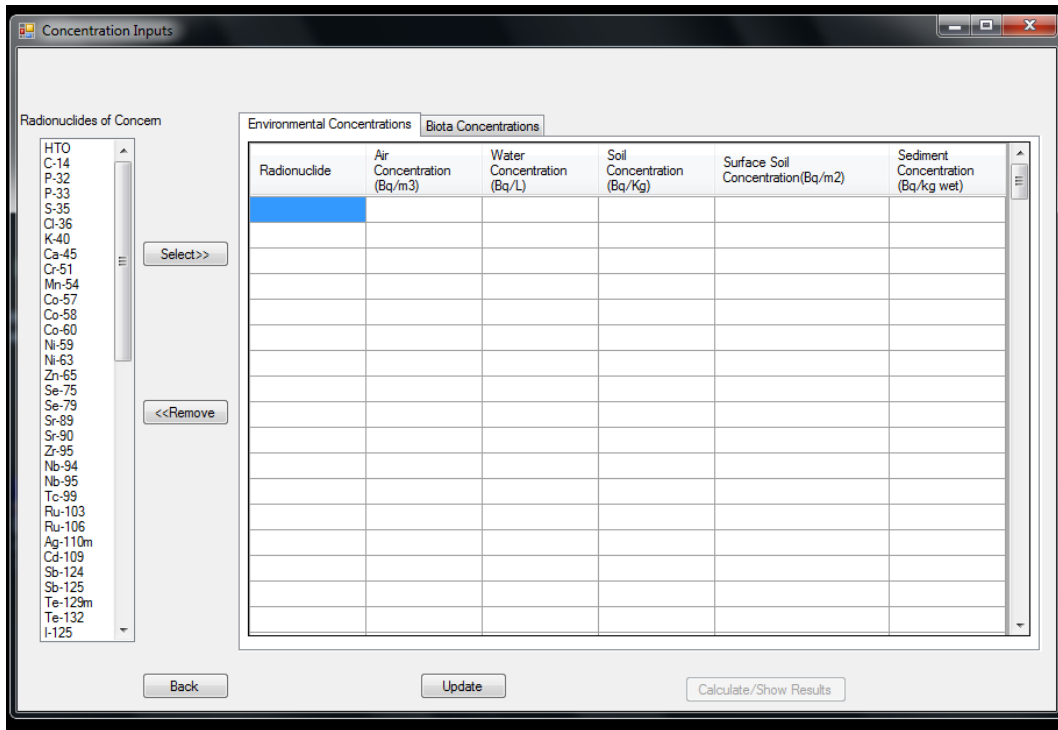 Concentration Inputs
Radionuclides of Concern
Environmental Concentrations
Biota Concentrations
HTO
C-14
P-32
P-33
S-35
Cl-36
K-40
Ca-45
Cr-51
Mn-54
Co-57
Co-58
Co-60
Ni-59
Ni-63
Zn-65
Se-75
Se-79
Sr-89
Sr-90
Zr-95
Nb-94
Nb-95
Tc-99
Ru-103
Ru-106
Ag-110m
Cd-109
Sb-124
Sb-125
Te-129m
Te-132
I-125
Select>>
<<Remove
Radionuclide
Air
Concentration
(Bq/m3)
Water
Concentration
(Bq/L)
Soil
Concentration
(Bq/Kg)
Surface Soil
Concentration(Bq/m2)
Sediment
Concentration
(Bq/kg wet)
Back
Update
Calculate/Show Results